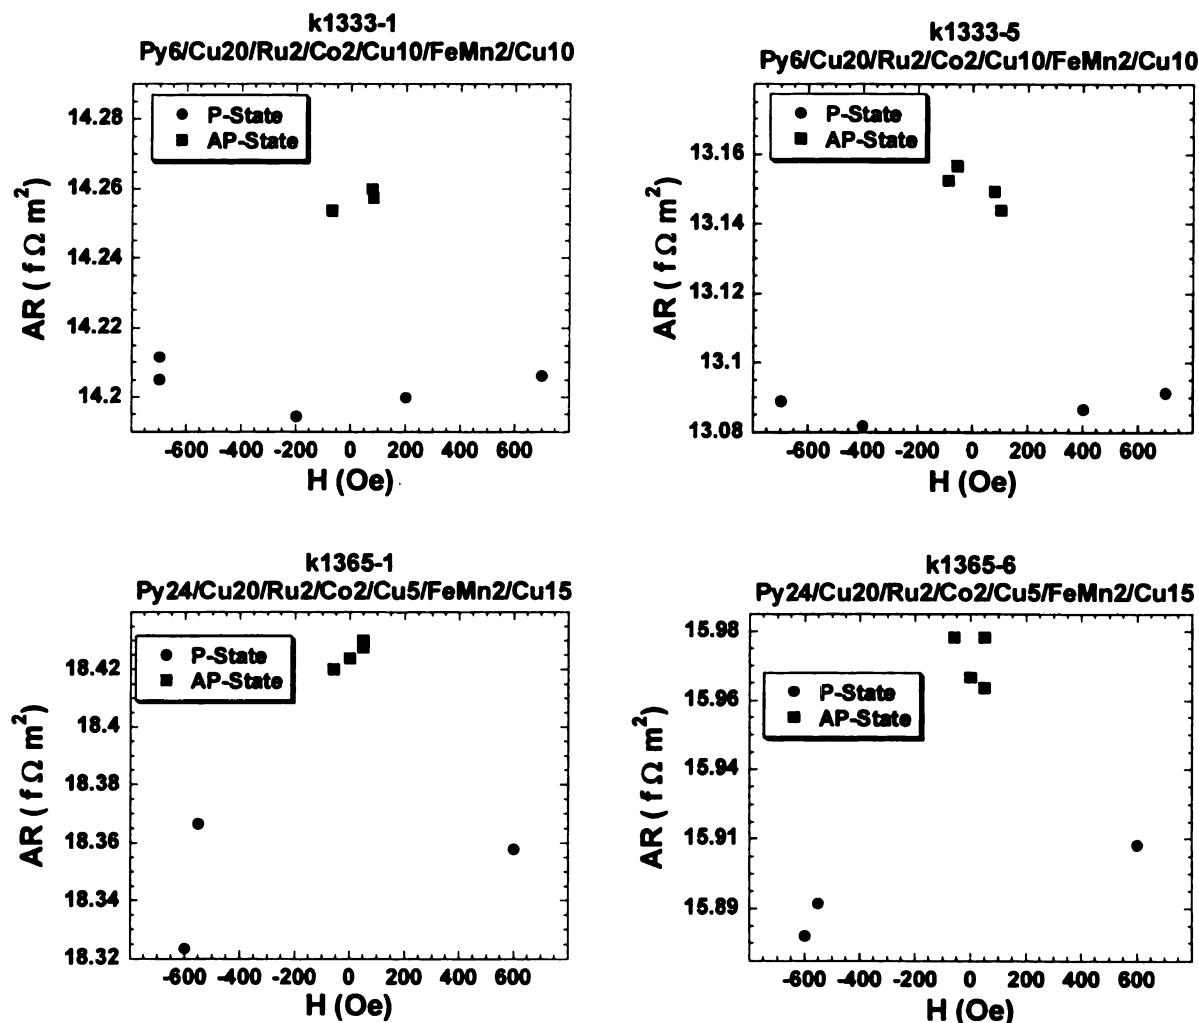 k1333-1
Py6/Cu20/Ru2/Co2/Cu10/FeMn2/Cu10
P-State
AP-State
14.28
14.26
14.24
14.22
14.2
AR ( f Ω m²)
-600 -400 -200 0 200 400 600
H (Oe)
k1333-5
Py6/Cu20/Ru2/Co2/Cu10/FeMn2/Cu10
P-State
AP-State
13.16
13.14
13.12
13.1
13.08
AR ( f Ω m²)
-600 -400 -200 0 200 400 600
H (Oe)
k1365-1
Py24/Cu20/Ru2/Co2/Cu5/FeMn2/Cu15
P-State
AP-State
18.42
18.4
18.38
18.36
18.34
18.32
AR ( f Ω m²)
-600 -400 -200 0 200 400 600
H (Oe)
k1365-6
Py24/Cu20/Ru2/Co2/Cu5/FeMn2/Cu15
P-State
AP-State
15.98
15.96
15.94
15.91
15.89
AR ( f Ω m²)
-600 -400 -200 0 200 400 600
H (Oe)